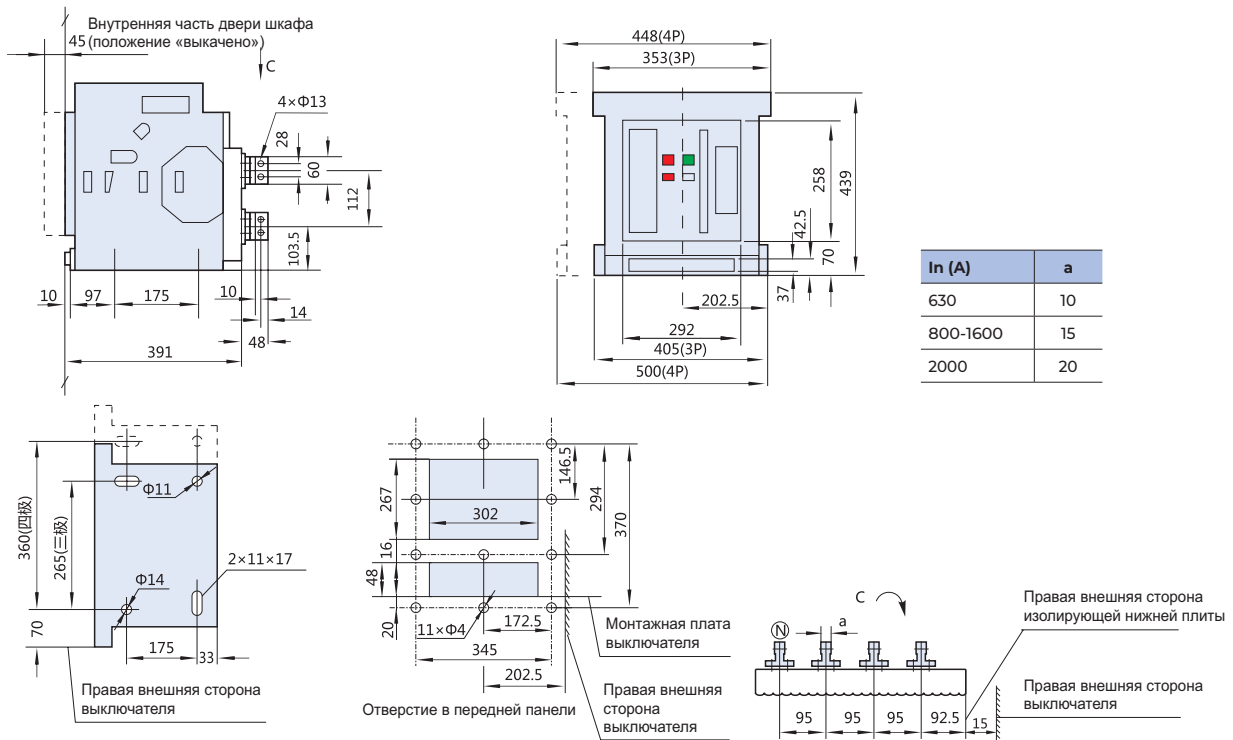 Внутренняя часть двери шкафа
45 (положение «выкачено»)
C
4×Φ13
28
60
112
103.5
10
97
175
10
14
48
391
448(4P)
353(3P)
258
439
42.5
70
37
202.5
292
405(3P)
500(4P)
In (A) a
630 10
800-1600 15
2000 20
360(四极)
265(三极)
70
Φ11
2×11×17
Φ14
175
33
Правая внешняя сторона
выключателя
146.5
294
370
267
302
16
48
20
11×Φ4
172.5
345
202.5
Монтажная плата
выключателя
Правая внешняя
сторона
выключателя
Отверстие в передней панели
C
N
a
95
95
95
92.5
15
Правая внешняя сторона
изолирующей нижней плиты
Правая внешняя сторона
выключателя